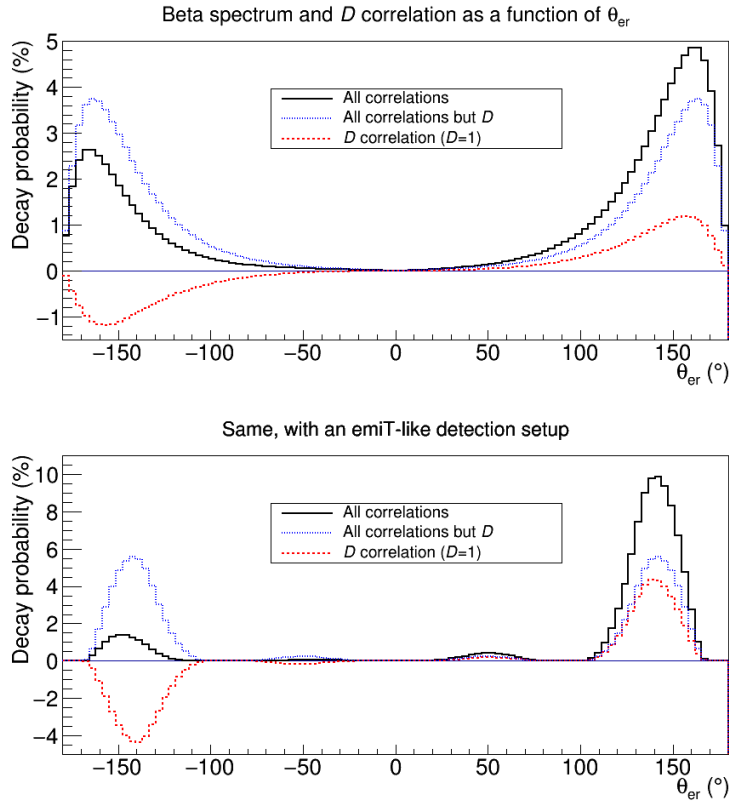 Beta spectrum and D correlation as a function of θer
Decay probability (%)
5
4
3
2
1
0
−1
All correlations
All correlations but D
D correlation (D=1)
−150 −100 −50 0 50 100 150
θer (°)
Same, with an emiT-like detection setup
Decay probability (%)
10
8
6
4
2
0
−2
−4
All correlations
All correlations but D
D correlation (D=1)
−150 −100 −50 0 50 100 150
θer (°)